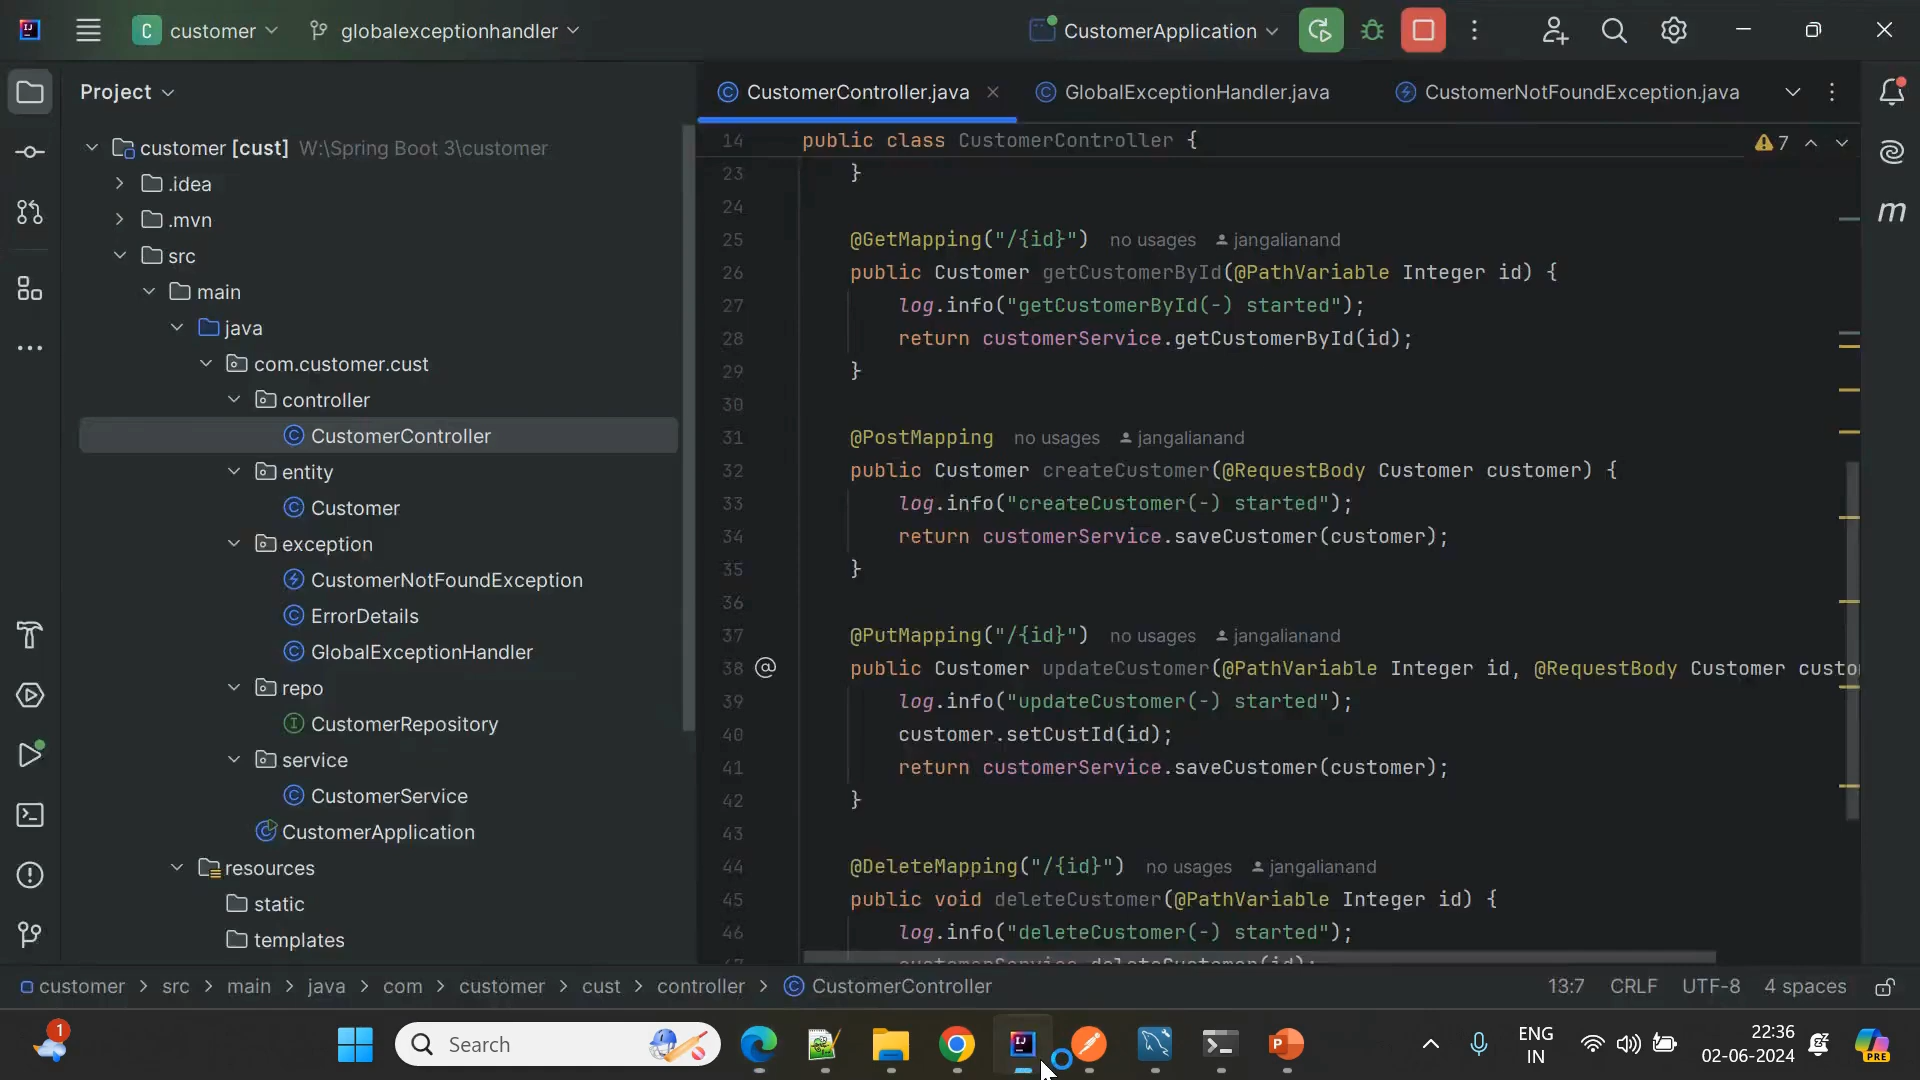 customer
globalexceptionhandler
CustomerApplication
Project
CustomerController.java
GlobalExceptionHandler.java
CustomerNotFoundException.java
customer [cust] W:\Spring Boot 3\customer
.idea
.mvn
src
main
java
com.customer.cust
controller
CustomerController
entity
Customer
exception
CustomerNotFoundException
ErrorDetails
GlobalExceptionHandler
repo
CustomerRepository
service
CustomerService
CustomerApplication
resources
static
templates
14 public class CustomerController {
7
23 }
24
25 @GetMapping("/{id}") no usages jangalianand
26 public Customer getCustomerById(@PathVariable Integer id) {
27 log.info("getCustomerById(-) started");
28 return customerService.getCustomerById(id);
29 }
30
31 @PostMapping no usages jangalianand
32 public Customer createCustomer(@RequestBody Customer customer) {
33 log.info("createCustomer(-) started");
34 return customerService.saveCustomer(customer);
35 }
36
37 @PutMapping("/{id}") no usages jangalianand
38 public Customer updateCustomer(@PathVariable Integer id, @RequestBody Customer custo
39 log.info("updateCustomer(-) started");
40 customer.setCustId(id);
41 return customerService.saveCustomer(customer);
42 }
43
44 @DeleteMapping("/{id}") no usages jangalianand
45 public void deleteCustomer(@PathVariable Integer id) {
46 log.info("deleteCustomer(-) started");
customer > src > main > java > com > customer > cust > controller > CustomerController
13:7 CRLF UTF-8 4 spaces
1
Search
ENG
IN
22:36
02-06-2024
PRE